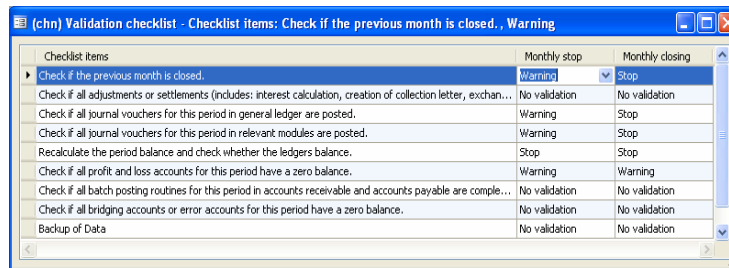 (chn) Validation checklist - Checklist items: Check if the previous month is closed. , Warning
Checklist items Monthly stop Monthly closing
Check if the previous month is closed. Warning Stop
Check if all adjustments or settlements (includes: interest calculation, creation of collection letter, exchan... No validation No validation
Check if all journal vouchers for this period in general ledger are posted. Warning Stop
Check if all journal vouchers for this period in relevant modules are posted. Warning Stop
Recalculate the period balance and check whether the ledgers balance. Stop Stop
Check if all profit and loss accounts for this period have a zero balance. Warning Warning
Check if all batch posting routines for this period in accounts receivable and accounts payable are comple... No validation No validation
Check if all bridging accounts or error accounts for this period have a zero balance. No validation No validation
Backup of Data No validation No validation